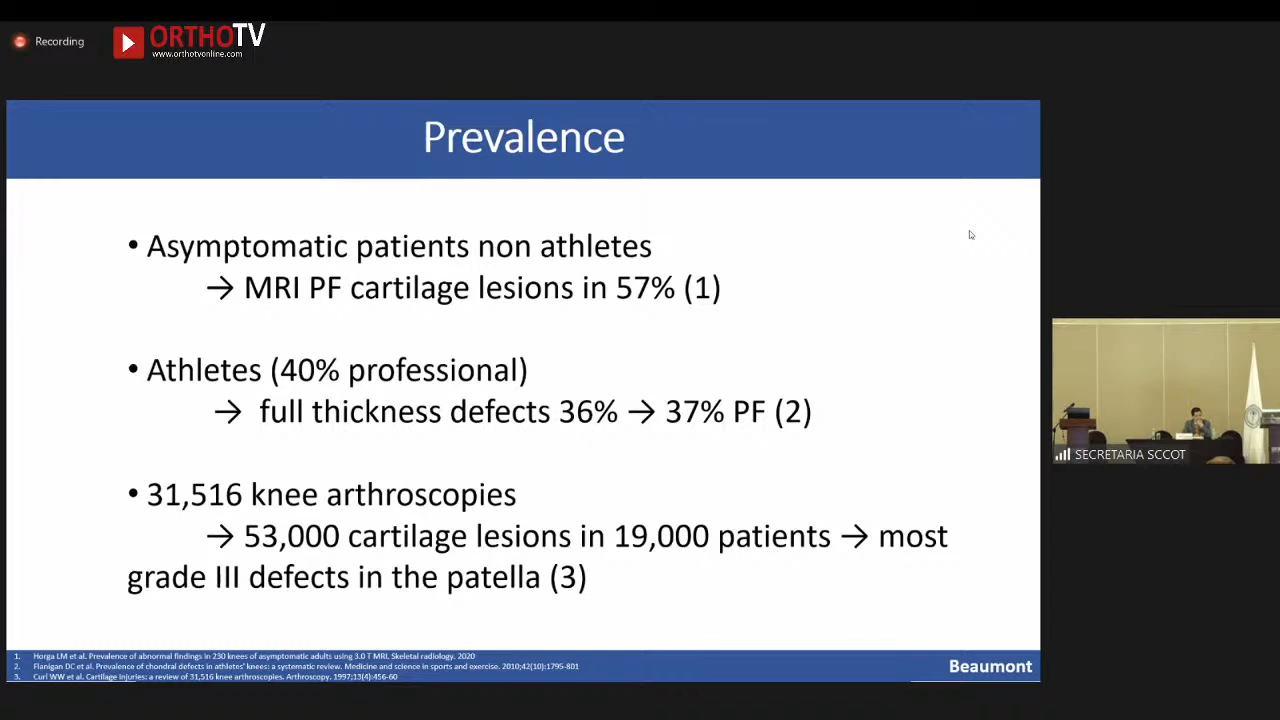 Recording
ORTHOTV
www.orthotvonline.com
Prevalence
• Asymptomatic patients non athletes
→ MRI PF cartilage lesions in 57% (1)
• Athletes (40% professional)
→ full thickness defects 36% → 37% PF (2)
• 31,516 knee arthroscopies
→ 53,000 cartilage lesions in 19,000 patients → most
grade III defects in the patella (3)
SECRETARIA SCCOT
1. Horga LM et al. Prevalence of abnormal findings in 230 knees of asymptomatic adults using 3.0 T MRI. Skeletal radiology. 2020
2. Flanigan DC et al. Prevalence of chondral defects in athletes' knees: a systematic review. Medicine and science in sports and exercise. 2010;42(10):1795-801
3. Curl WW et al. Cartilage injuries: a review of 31,516 knee arthroscopies. Arthroscopy. 1997;13(4):456-60
Beaumont